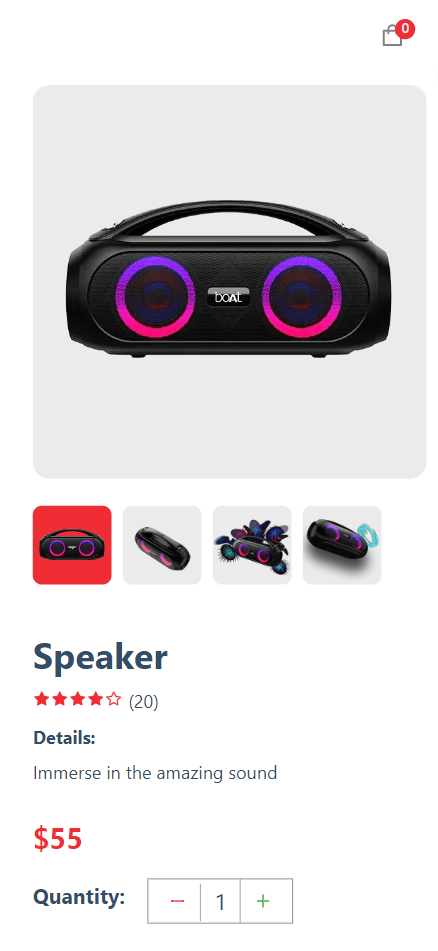 0
boAt
Speaker
(20)
Details:
Immerse in the amazing sound
$55
Quantity: − 1 +